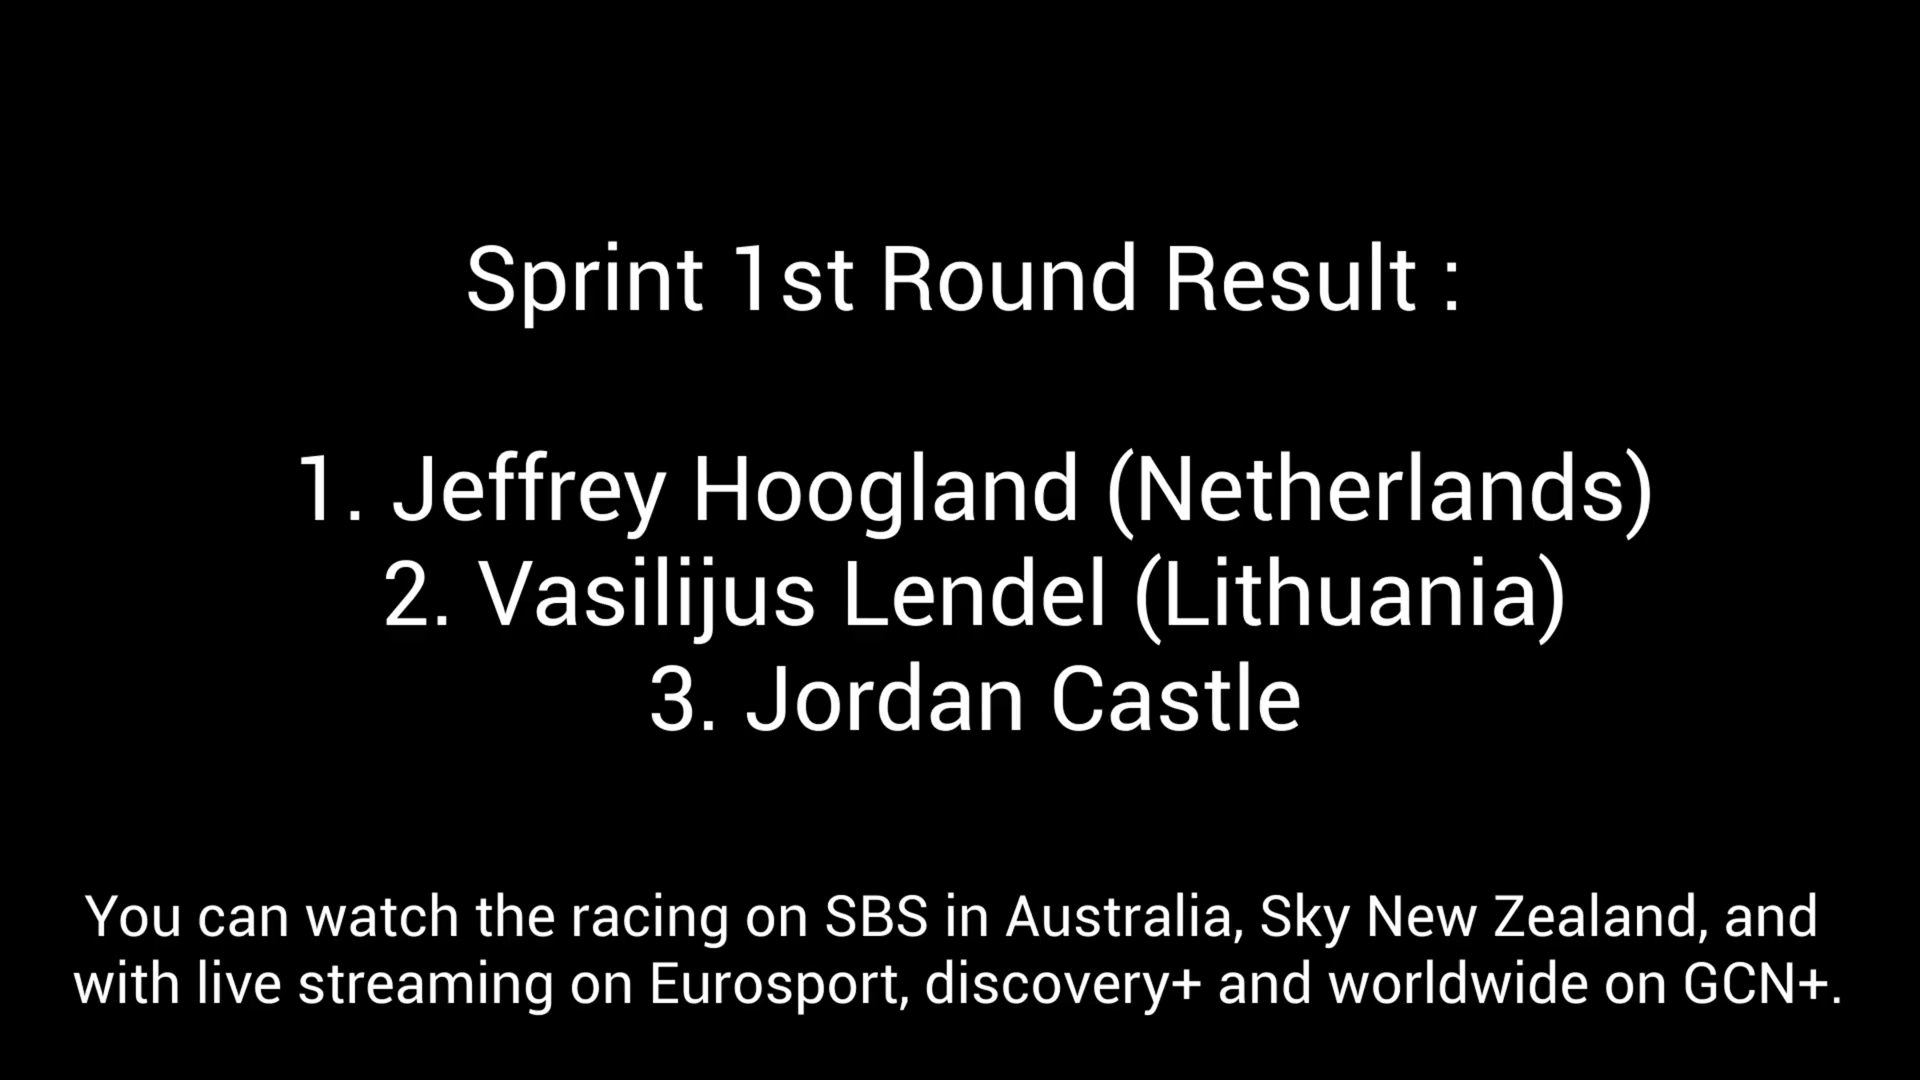 Sprint 1st Round Result :
1. Jeffrey Hoogland (Netherlands)
2. Vasilijus Lendel (Lithuania)
3. Jordan Castle
You can watch the racing on SBS in Australia, Sky New Zealand, and
with live streaming on Eurosport, discovery+ and worldwide on GCN+.